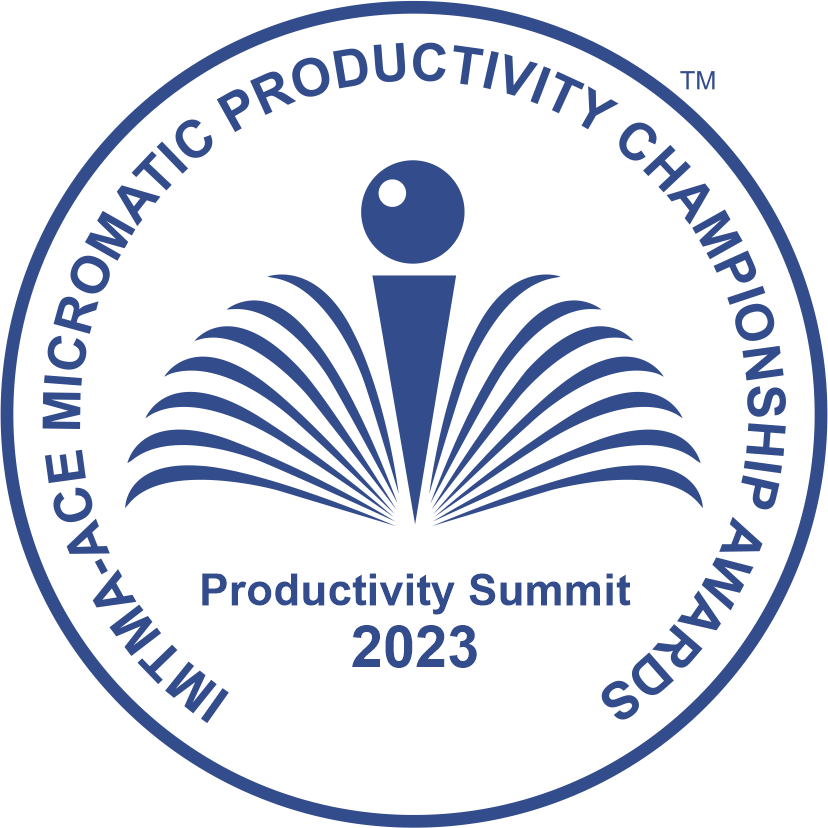 IMTMA-ACE MICROMATIC PRODUCTIVITY CHAMPIONSHIP AWARDS
TM
Productivity Summit
2023